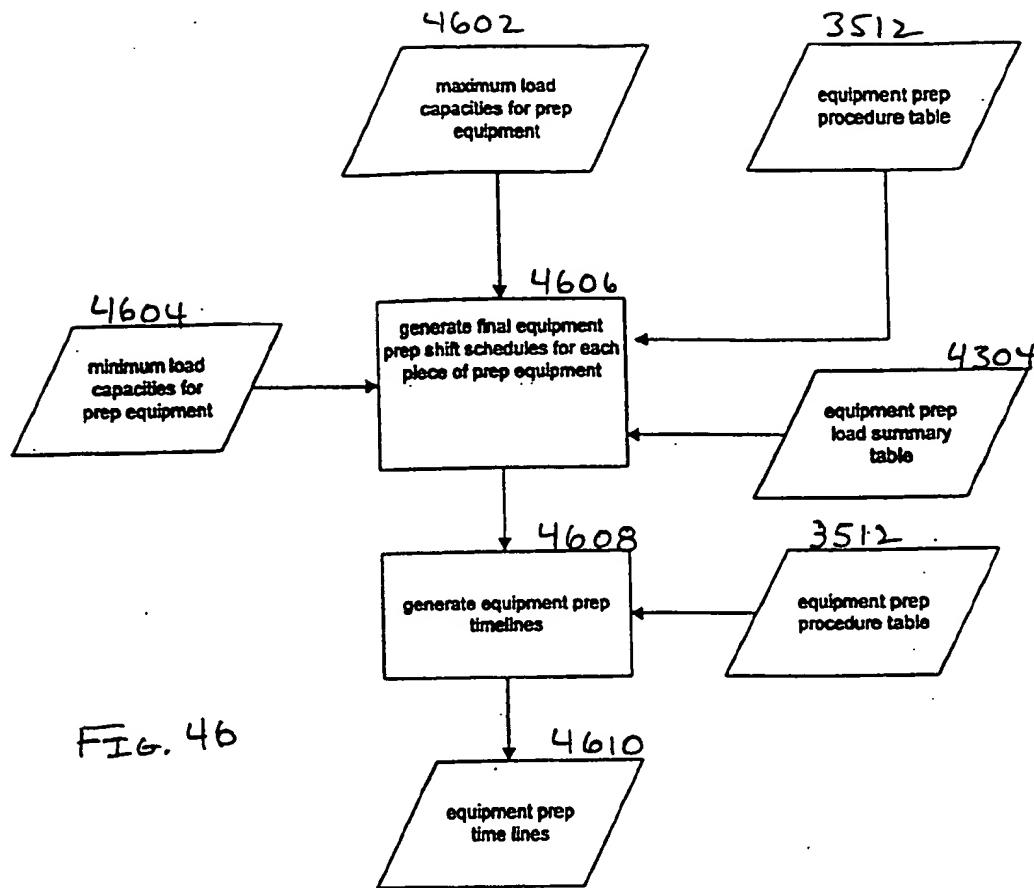 4602
maximum load
capacities for prep
equipment
3512
equipment prep
procedure table
4604
minimum load
capacities for
prep equipment
4606
generate final equipment
prep shift schedules for each
piece of prep equipment
4304
equipment prep
load summary
table
4608
generate equipment prep
timelines
3512
equipment prep
procedure table
FIG. 46
4610
equipment prep
time lines